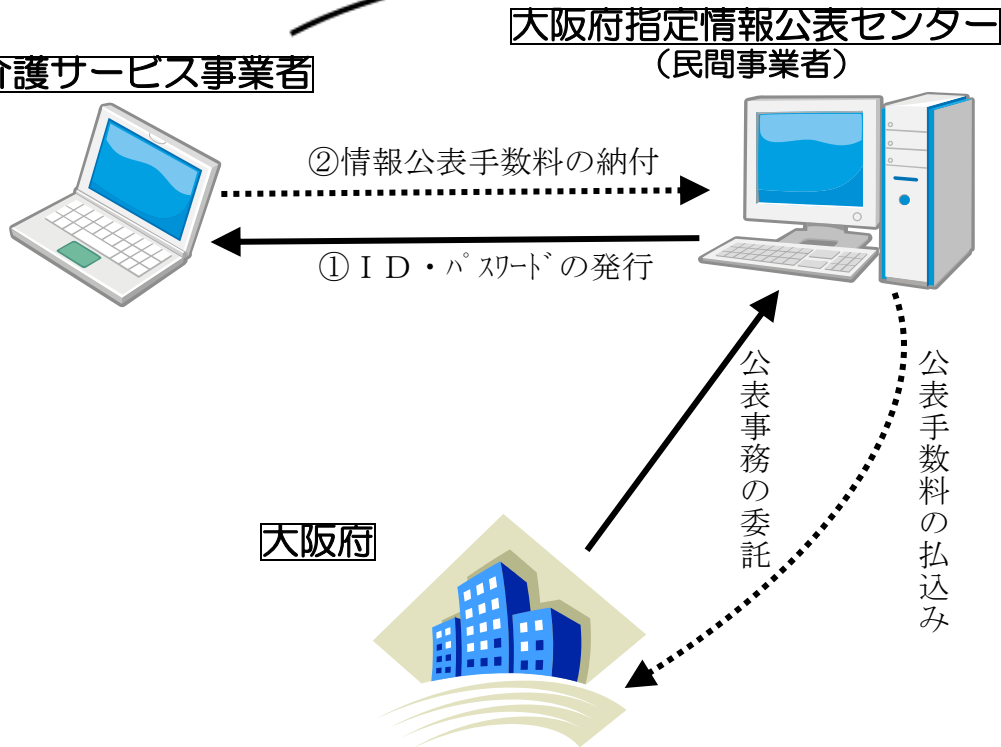 大阪府指定情報公表センター
（民間事業者）
介護サービス事業者
②情報公表手数料の納付
①ＩＤ・ﾊﾟｽﾜｰﾄﾞの発行
公表事務の委託
公表手数料の払込み
大阪府